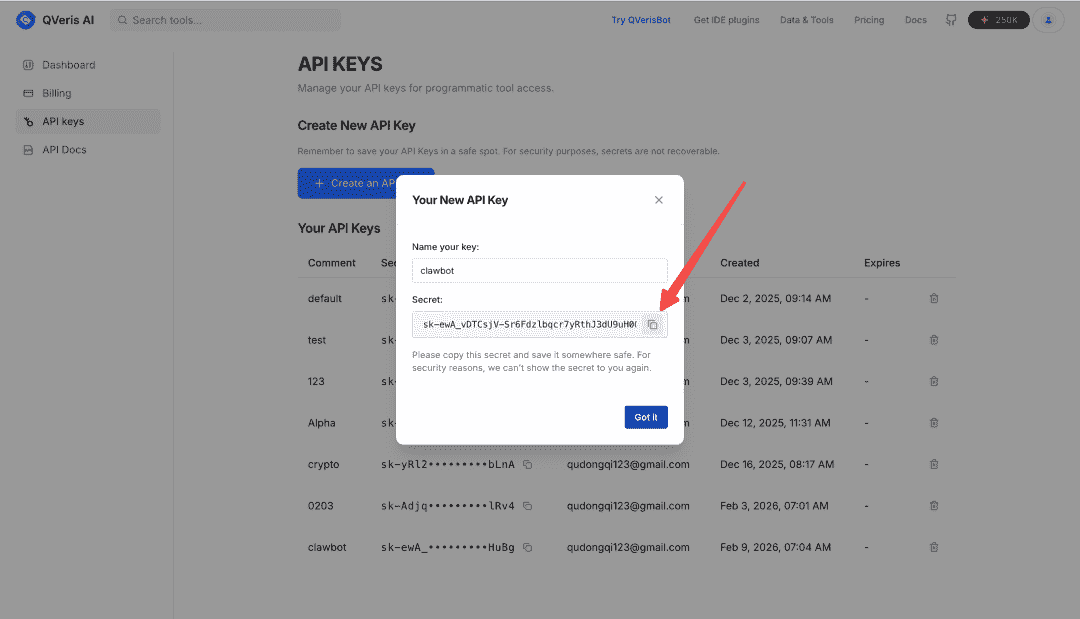 QVeris AI
Search tools...
Try QVerisBot
Get IDE plugins
Data & Tools
Pricing
Docs
250K
Dashboard
Billing
API keys
API Docs
API KEYS
Manage your API keys for programmatic tool access.
Create New API Key
Remember to save your API Keys in a safe spot. For security purposes, secrets are not recoverable.
+ Create an AP
Your New API Key
Name your key:
clawbot
Secret:
sk-ewA_vDTCsjV-Sr6Fdzlbqcr7yRthJ3dU9uH0
Please copy this secret and save it somewhere safe. For
security reasons, we can't show the secret to you again.
Got it
Your API Keys
Comment Sec Created Expires
default sk- m Dec 2, 2025, 09:14 AM -
test sk- Dec 3, 2025, 09:07 AM -
123 sk- m Dec 3, 2025, 09:39 AM -
Alpha sk- m Dec 12, 2025, 11:31 AM -
crypto sk-yRl2•••••••••bLnA qudongqi123@gmail.com Dec 16, 2025, 08:17 AM -
0203 sk-Adjq•••••••••lRv4 qudongqi123@gmail.com Feb 3, 2026, 07:01 AM -
clawbot sk-ewA_•••••••••HuBg qudongqi123@gmail.com Feb 9, 2026, 07:04 AM -